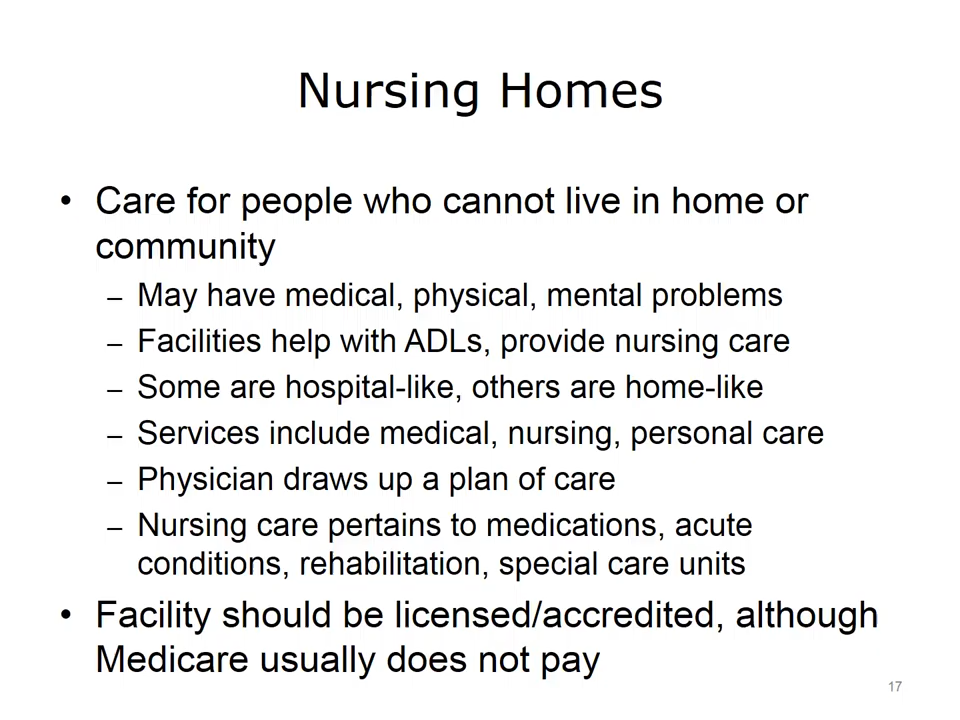 Nursing Homes
• Care for people who cannot live in home or
community
– May have medical, physical, mental problems
– Facilities help with ADLs, provide nursing care
– Some are hospital-like, others are home-like
– Services include medical, nursing, personal care
– Physician draws up a plan of care
– Nursing care pertains to medications, acute
conditions, rehabilitation, special care units
• Facility should be licensed/accredited, although
Medicare usually does not pay
17